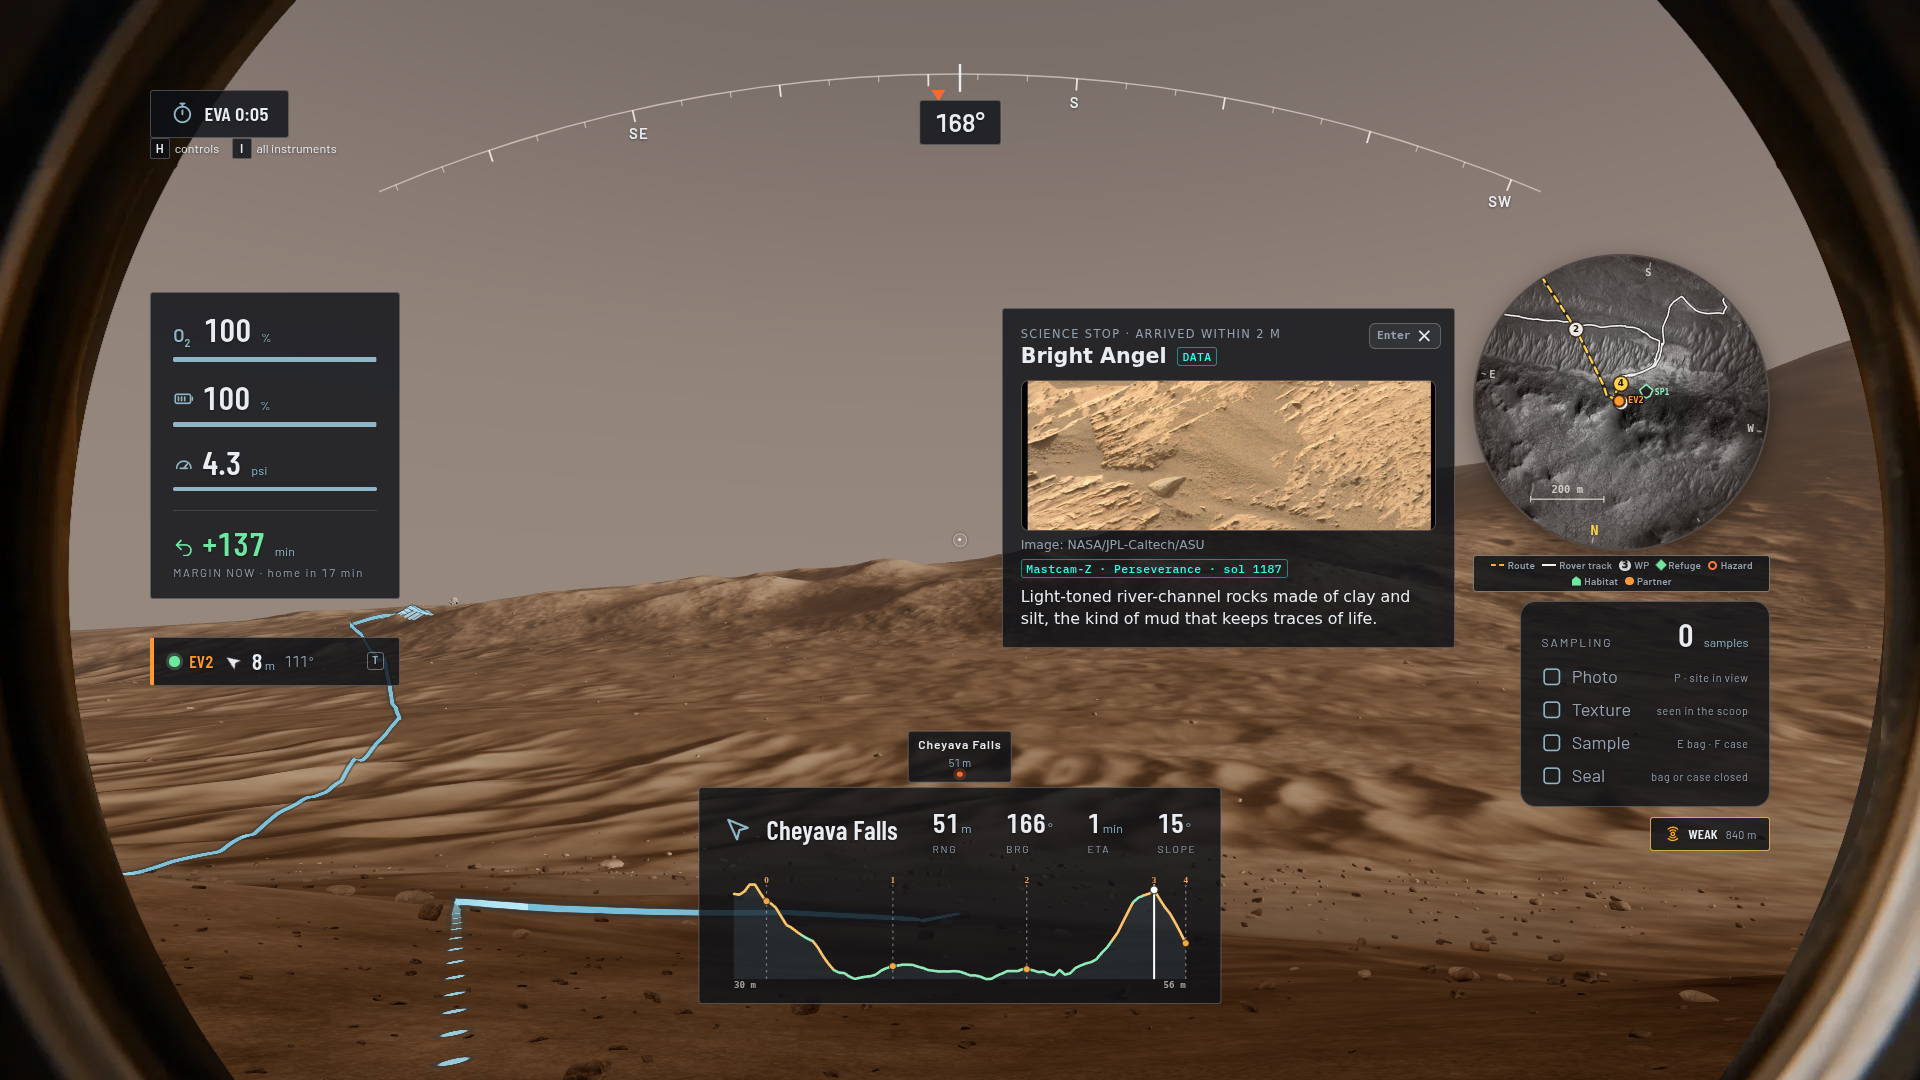 EVA 0:05
H controls I all instruments
SE
168°
S
SW
O2 100 %
100 %
4.3 psi
+137 min
MARGIN NOW · home in 17 min
EV2 8 m 111° T
SCIENCE STOP · ARRIVED WITHIN 2 M
Enter
Bright Angel DATA
Image: NASA/JPL-Caltech/ASU
Mastcam-Z · Perseverance · sol 1187
Light-toned river-channel rocks made of clay and
silt, the kind of mud that keeps traces of life.
S
2
E
4
SP1
EV2
W
200 m
N
Route Rover track 3 WP Refuge Hazard
Habitat Partner
SAMPLING 0 samples
Photo P · site in view
Texture seen in the scoop
Sample E bag · F case
Seal bag or case closed
WEAK 840 m
Cheyava Falls
51 m
Cheyava Falls
51 m RNG
166° BRG
1 min ETA
15° SLOPE
0 1 2 3 4
30 m 56 m